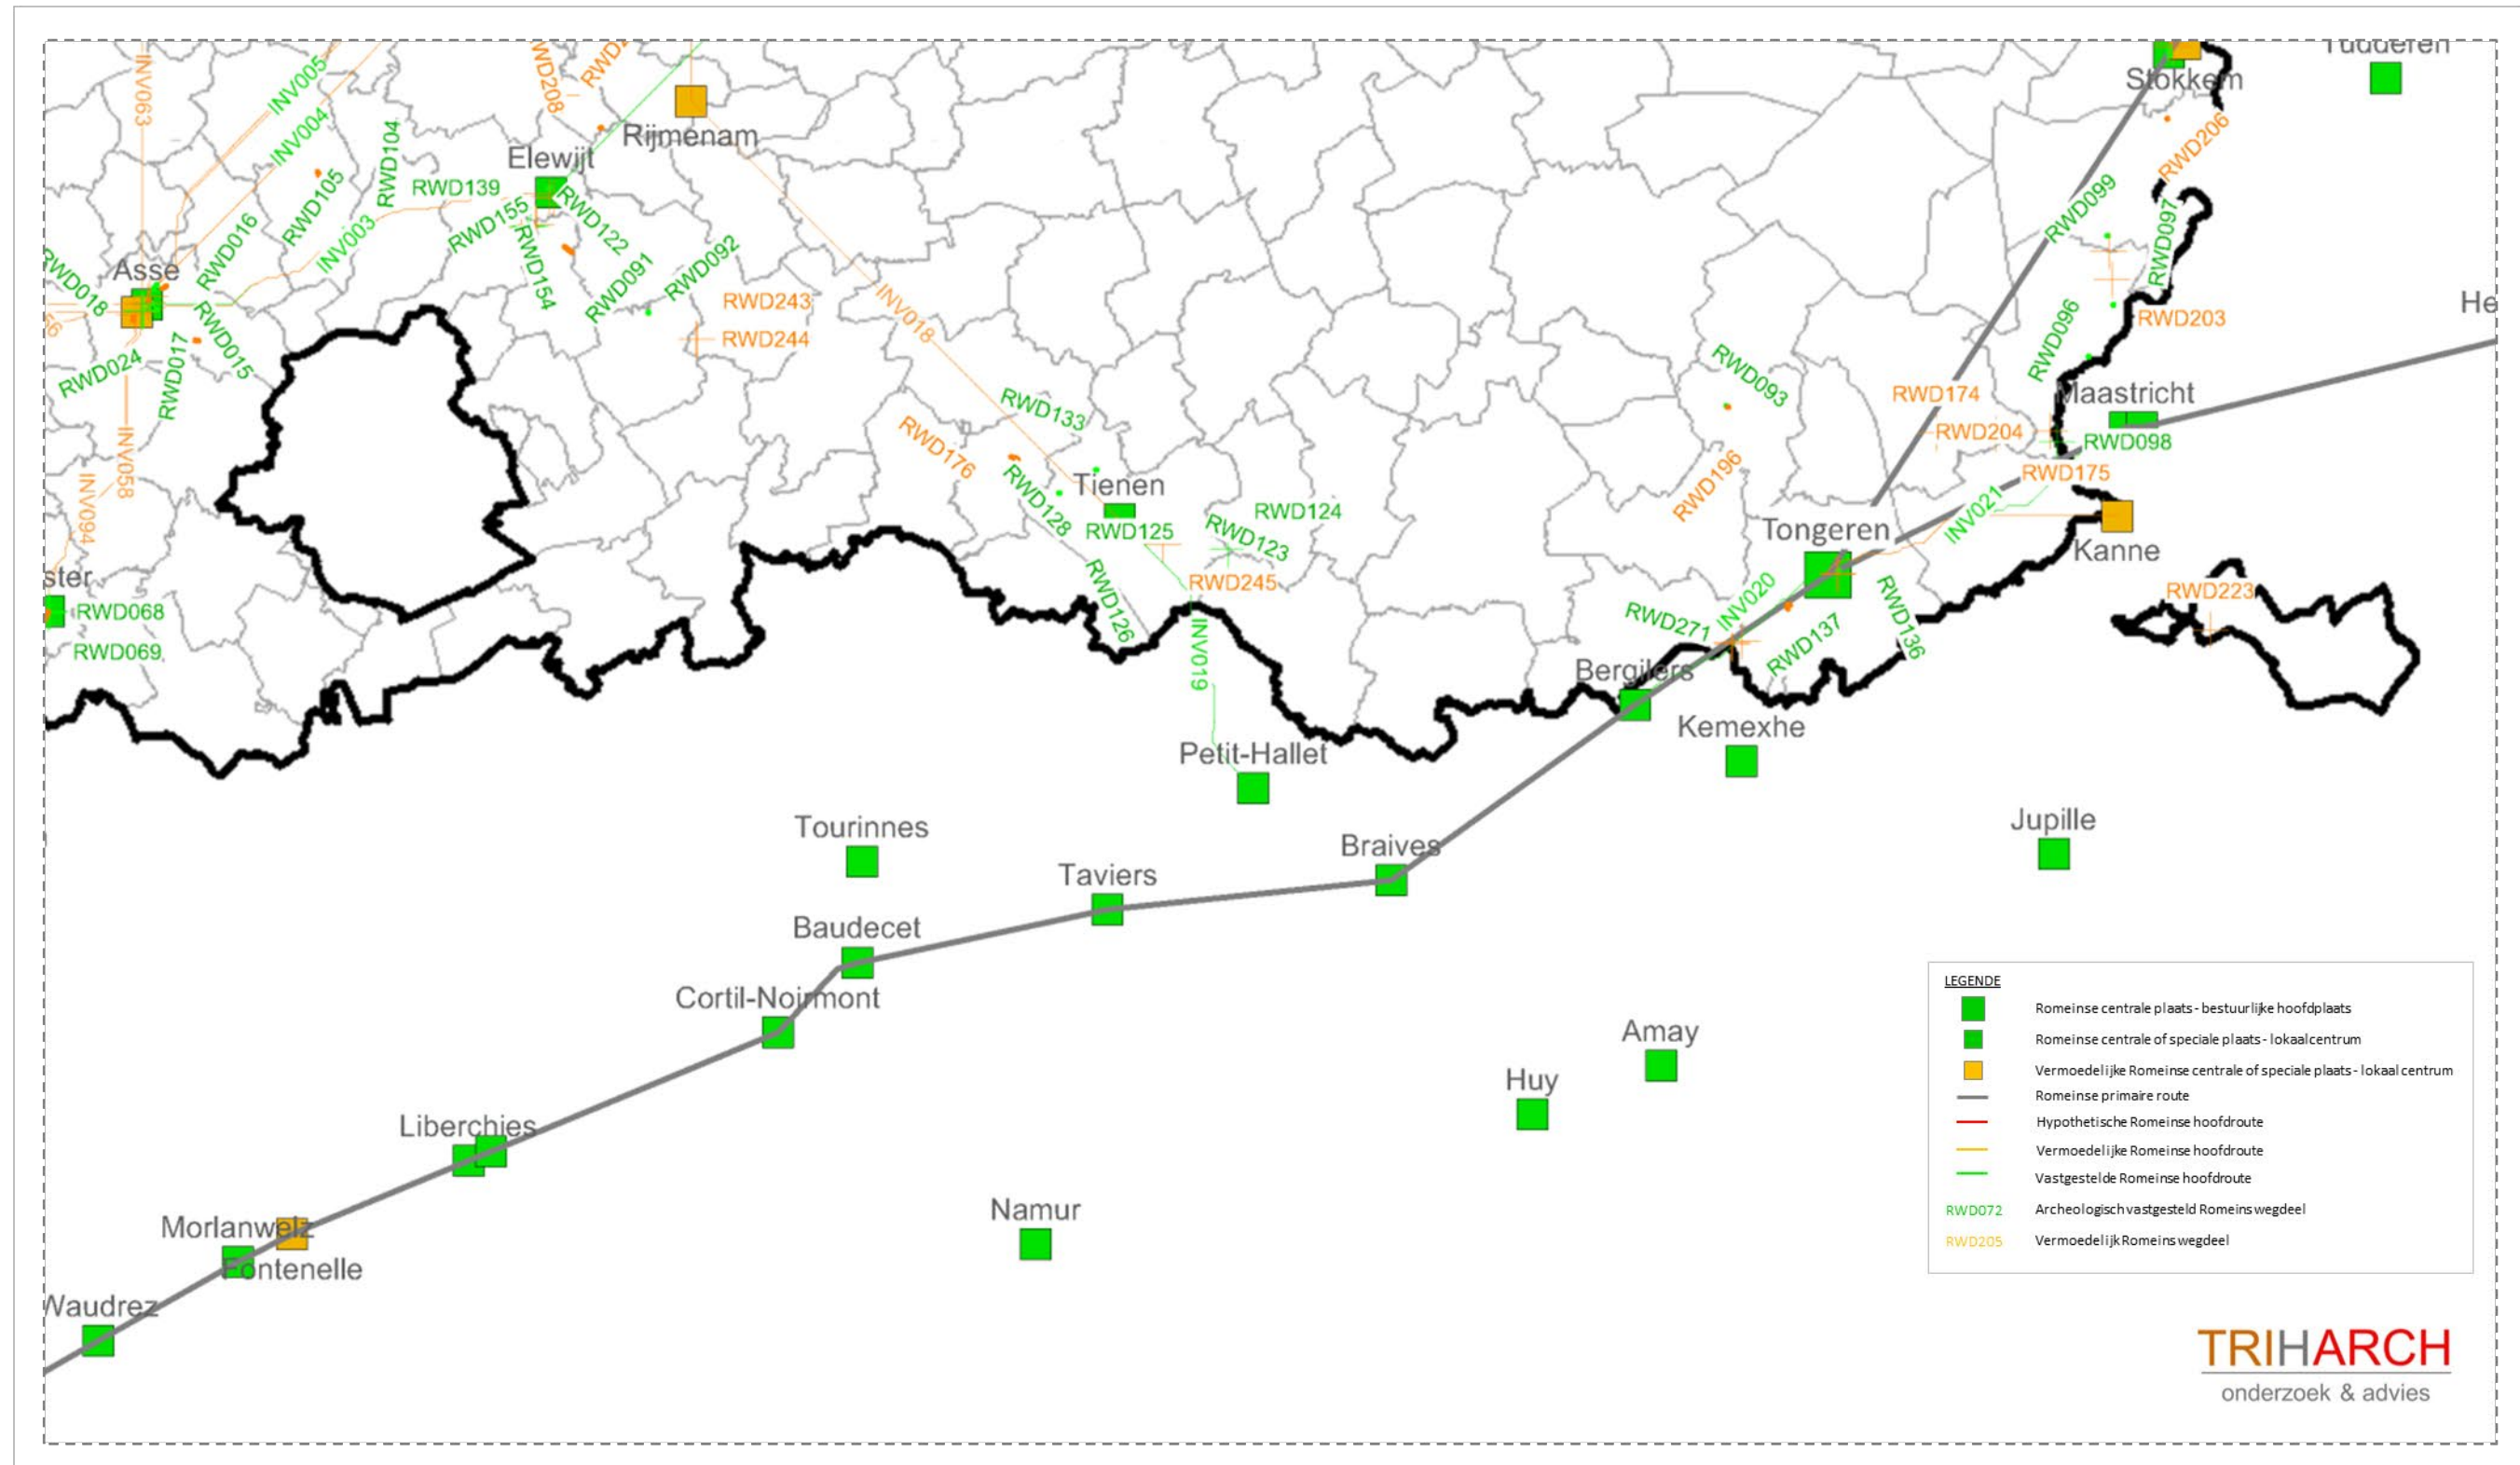 INV063
INV005
INV004
RWD104
RWD105
RWD139
WD208
RWD2
Rijmenam
Elewijt
Stokkem
Tudderen
RWD206
RWD099
RWD097
RWD155
RWD122
RWD154
RWD091
RWD092
RWD016
INV003
Asse
RWD018
RWD015
RWD017
RWD024
RWD243
RWD244
INV018
He
RWD203
RWD096
RWD093
RWD174
Maastricht
RWD204
RWD098
RWD175
RWD133
RWD176
INV058
INV094
Tienen
RWD128
RWD125
RWD124
RWD123
RWD196
INV021
Tongeren
Kanne
RWD245
RWD126
INV019
RWD223
ster
RWD068
RWD069
RWD271
INV020
RWD137
RWD136
Bergilers
Kemexhe
Petit-Hallet
Tourinnes
Jupille
Braives
Taviers
Baudecet
Cortil-Noirmont
Amay
Huy
Liberchies
Namur
Morlanwelz
Fontenelle
Waudrez
LEGENDE
Romeinse centrale plaats - bestuurlijke hoofdplaats
Romeinse centrale of speciale plaats - lokaal centrum
Vermoedelijke Romeinse centrale of speciale plaats - lokaal centrum
Romeinse primaire route
Hypothetische Romeinse hoofdroute
Vermoedelijke Romeinse hoofdroute
Vastgestelde Romeinse hoofdroute
RWD072 Archeologisch vastgesteld Romeins wegdeel
RWD205 Vermoedelijk Romeins wegdeel
TRIHARCH
onderzoek & advies